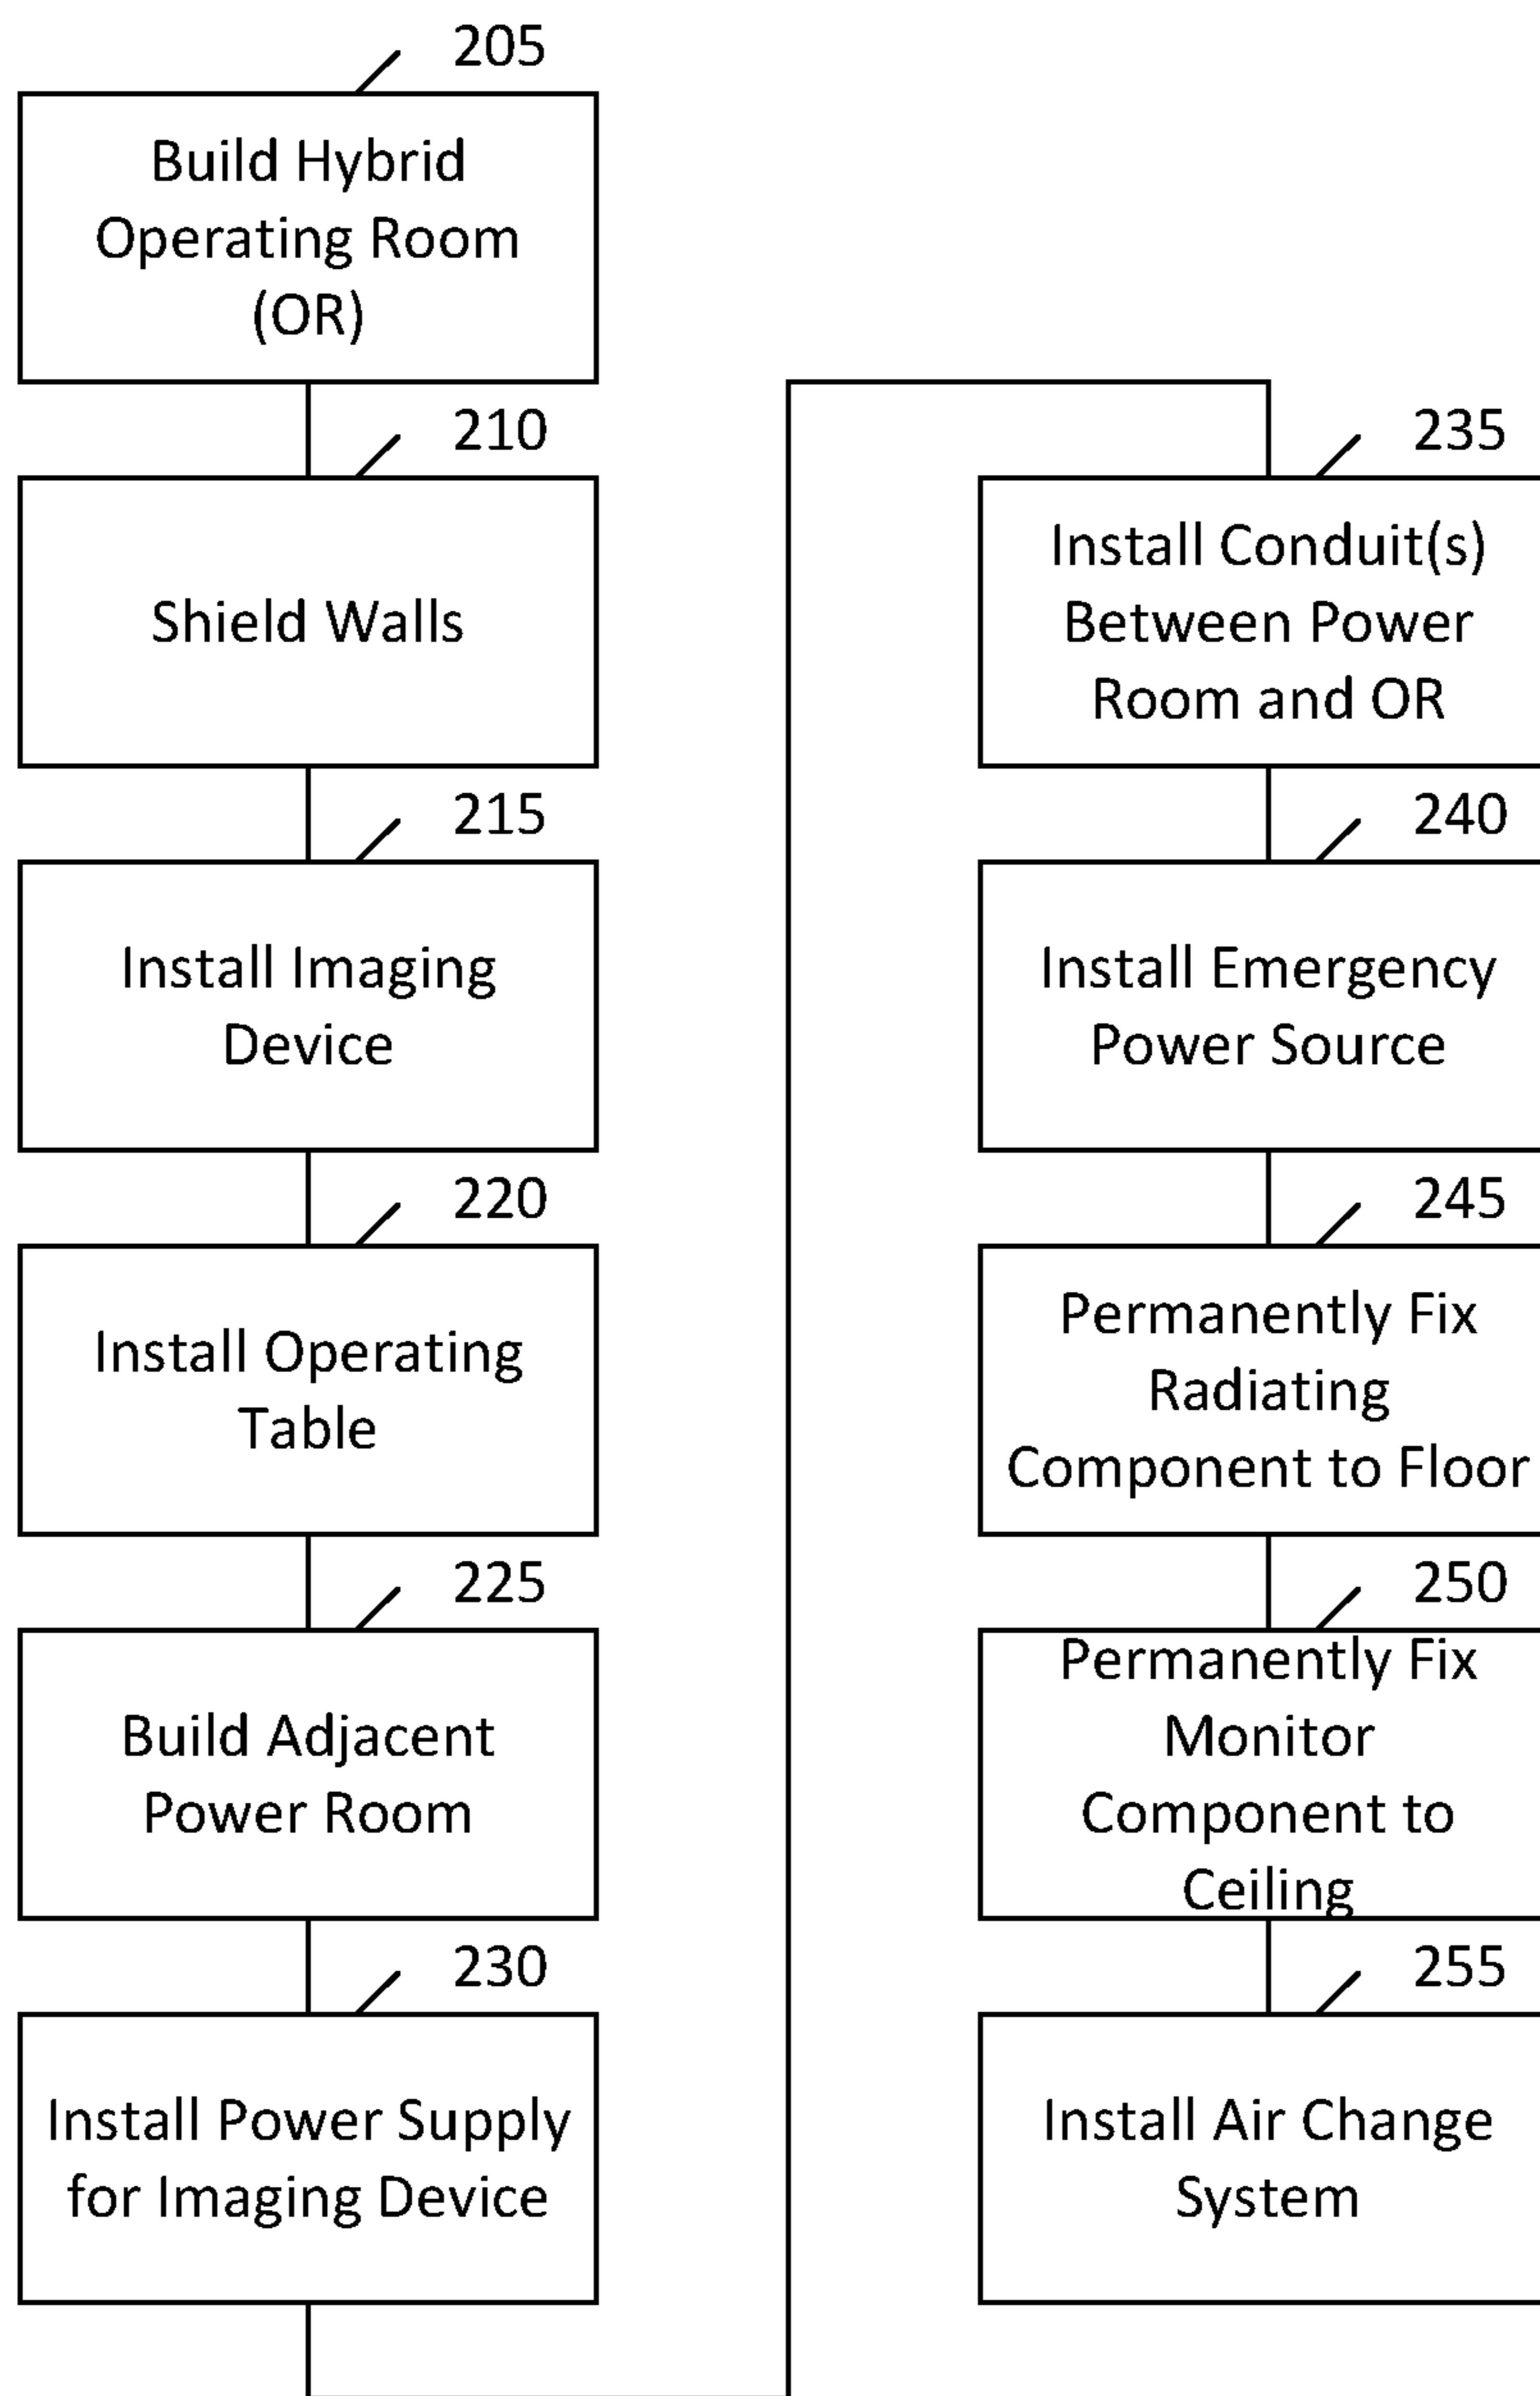 205
Build Hybrid
Operating Room
(OR)
210
Shield Walls
215
Install Imaging
Device
220
Install Operating
Table
225
Build Adjacent
Power Room
230
Install Power Supply
for Imaging Device
235
Install Conduit(s)
Between Power
Room and OR
240
Install Emergency
Power Source
245
Permanently Fix
Radiating
Component to Floor
250
Permanently Fix
Monitor
Component to
Ceiling
255
Install Air Change
System